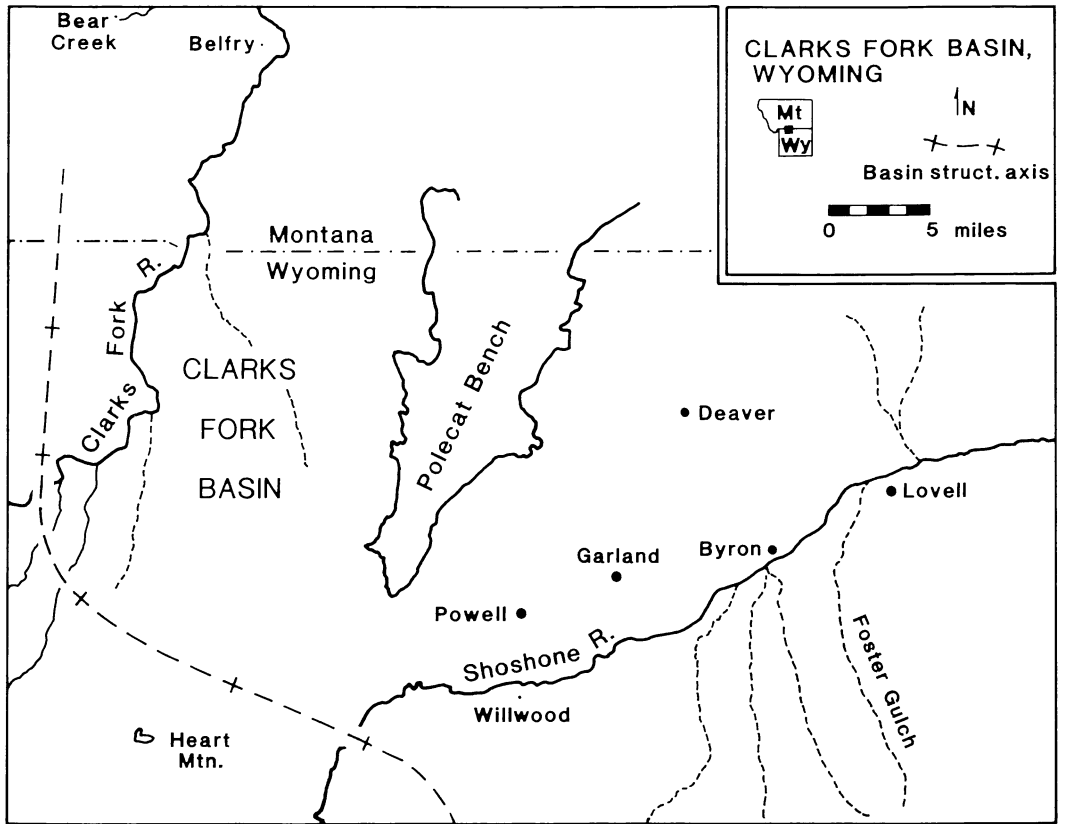 Bear
Creek
Belfry
CLARKS FORK BASIN,
WYOMING
Mt
Wy
N
Basin struct. axis
0 5 miles
Montana
Wyoming
Clarks Fork R.
CLARKS
FORK
BASIN
Polecat Bench
Deaver
Lovell
Byron
Garland
Powell
Shoshone R.
Willwood
Foster Gulch
Heart
Mtn.